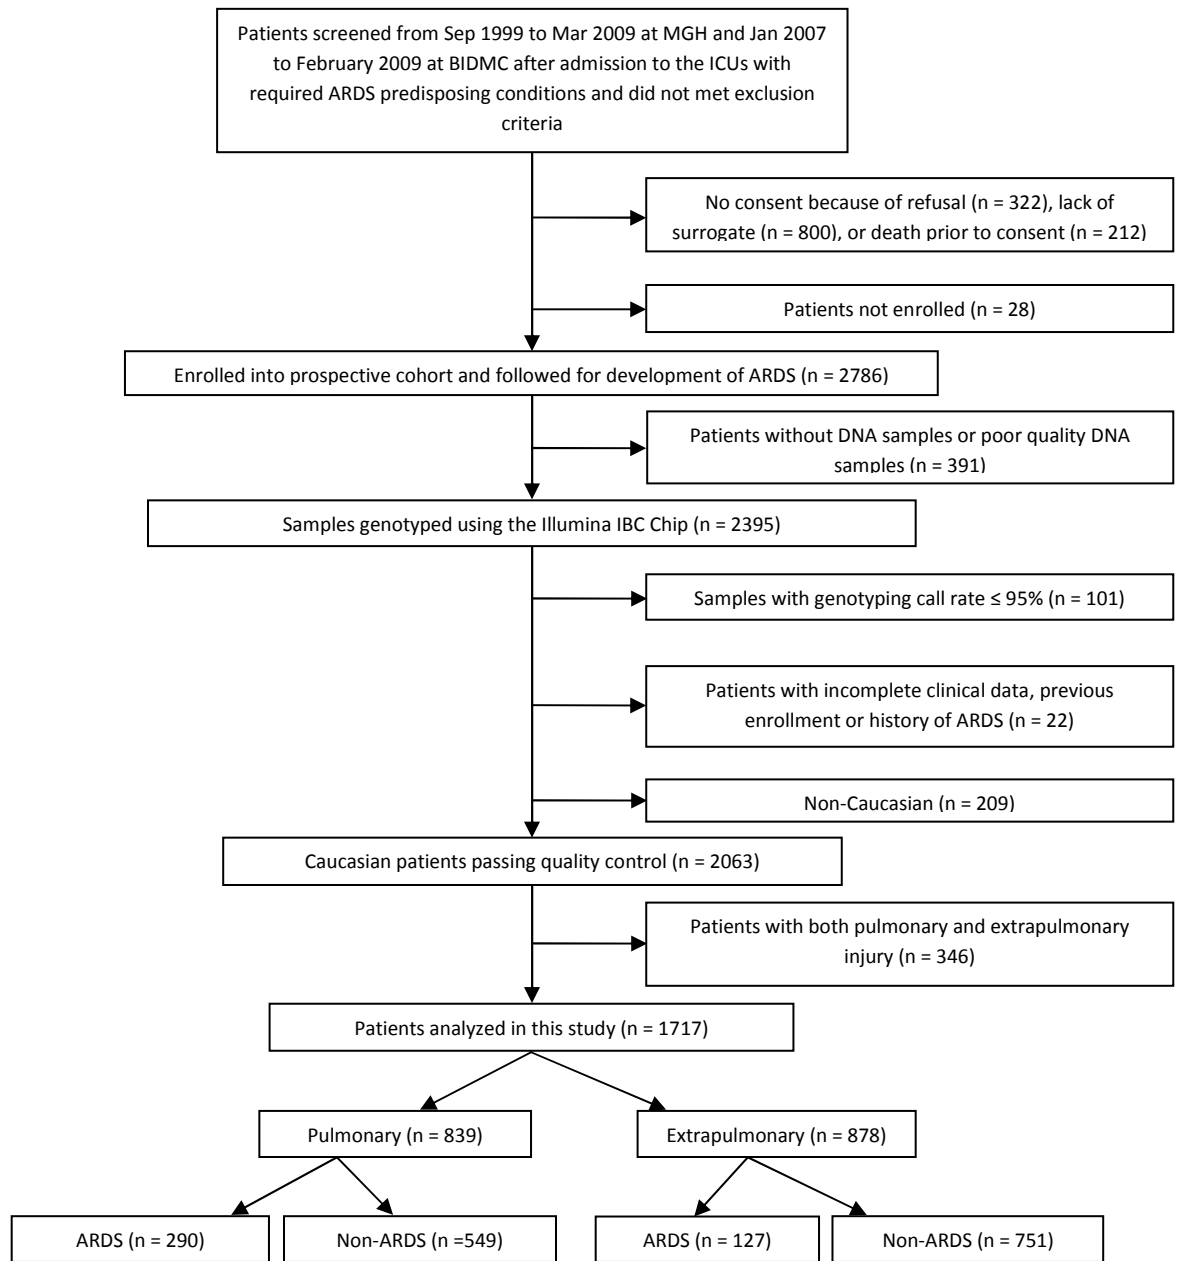 Patients screened from Sep 1999 to Mar 2009 at MGH and Jan 2007
to February 2009 at BIDMC after admission to the ICUs with
required ARDS predisposing conditions and did not met exclusion
criteria
No consent because of refusal (n = 322), lack of
surrogate (n = 800), or death prior to consent (n = 212)
Patients not enrolled (n = 28)
Enrolled into prospective cohort and followed for development of ARDS (n = 2786)
Patients without DNA samples or poor quality DNA
samples (n = 391)
Samples genotyped using the Illumina IBC Chip (n = 2395)
Samples with genotyping call rate ≤ 95% (n = 101)
Patients with incomplete clinical data, previous
enrollment or history of ARDS (n = 22)
Non-Caucasian (n = 209)
Caucasian patients passing quality control (n = 2063)
Patients with both pulmonary and extrapulmonary
injury (n = 346)
Patients analyzed in this study (n = 1717)
Pulmonary (n = 839)
Extrapulmonary (n = 878)
ARDS (n = 290)
Non-ARDS (n =549)
ARDS (n = 127)
Non-ARDS (n = 751)